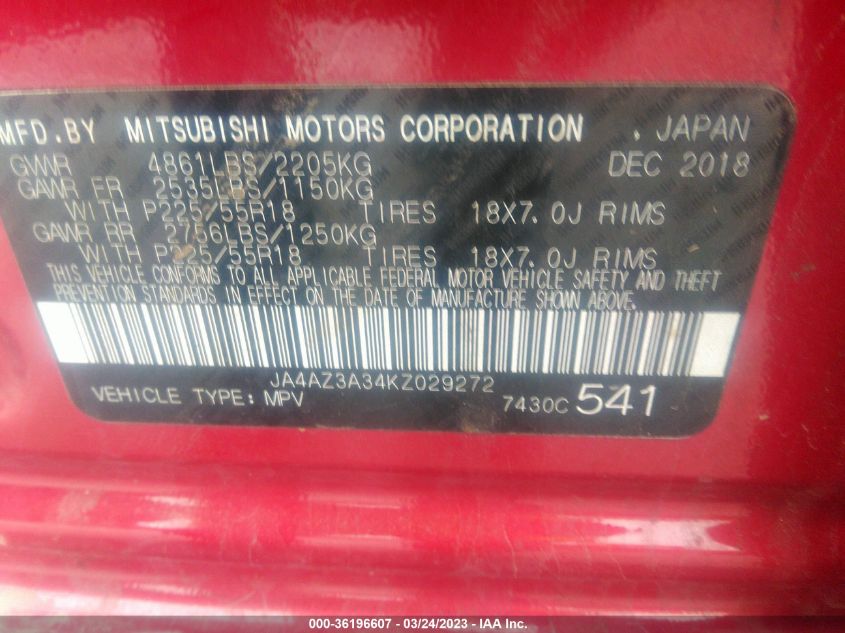 MFD.BY MITSUBISHI MOTORS CORPORATION . JAPAN
GVWR 4861LBS/2205KG DEC 2018
GAWR FR 2535LBS/1150KG
WITH P225/55R18 TIRES 18X7.0J RIMS
GAWR RR 2756LBS/1250KG
WITH P225/55R18 TIRES 18X7.0J RIMS
THIS VEHICLE CONFORMS TO ALL APPLICABLE FEDERAL MOTOR VEHICLE SAFETY AND THEFT
PREVENTION STANDARDS IN EFFECT ON THE DATE OF MANUFACTURE SHOWN ABOVE.
JA4AZ3A34KZ029272
VEHICLE TYPE:MPV 7430C 541
000-36196607 - 03/24/2023 - IAA Inc.